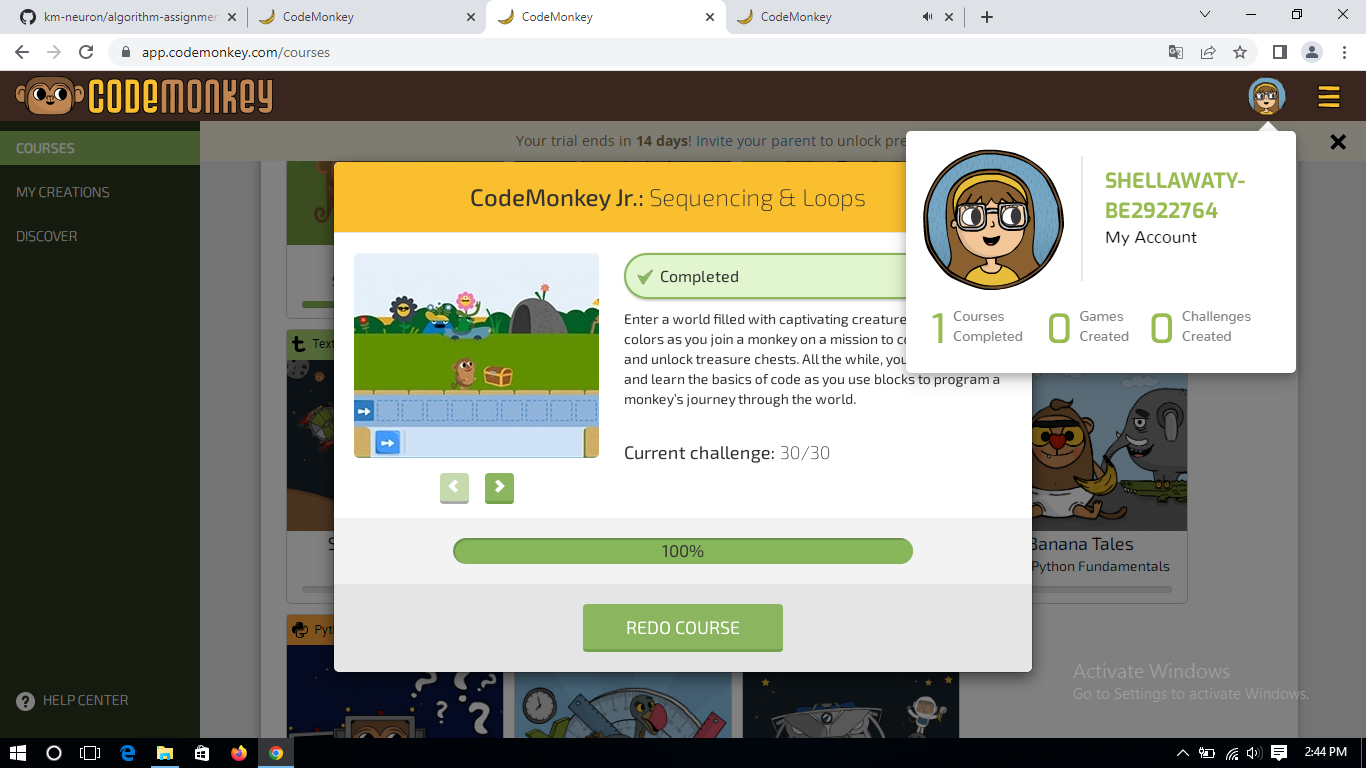 km-neuron/algorithm-assignmen
CodeMonkey
CodeMonkey
CodeMonkey
app.codemonkey.com/courses
CODEMONKEY
COURSES
MY CREATIONS
DISCOVER
HELP CENTER
Your trial ends in 14 days! Invite your parent to unlock pre
SHELLAWATY-
BE2922764
My Account
1 Courses Completed
0 Games Created
0 Challenges Created
CodeMonkey Jr.: Sequencing & Loops
Completed
Enter a world filled with captivating creature
colors as you join a monkey on a mission to co
and unlock treasure chests. All the while, you
and learn the basics of code as you use blocks to program a
monkey's journey through the world.
Current challenge: 30/30
100%
REDO COURSE
Text
S
Banana Tales
Python Fundamentals
Pyt
Activate Windows
Go to Settings to activate Windows.
2:44 PM